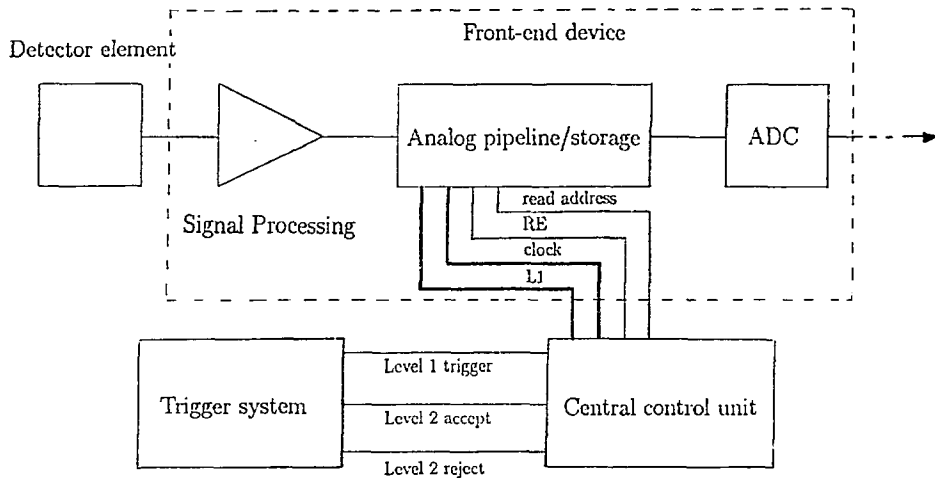 Front-end device
Detector element
Analog pipeline/storage
ADC
Signal Processing
read address
RE
clock
L1
Trigger system
Level 1 trigger
Level 2 accept
Level 2 reject
Central control unit